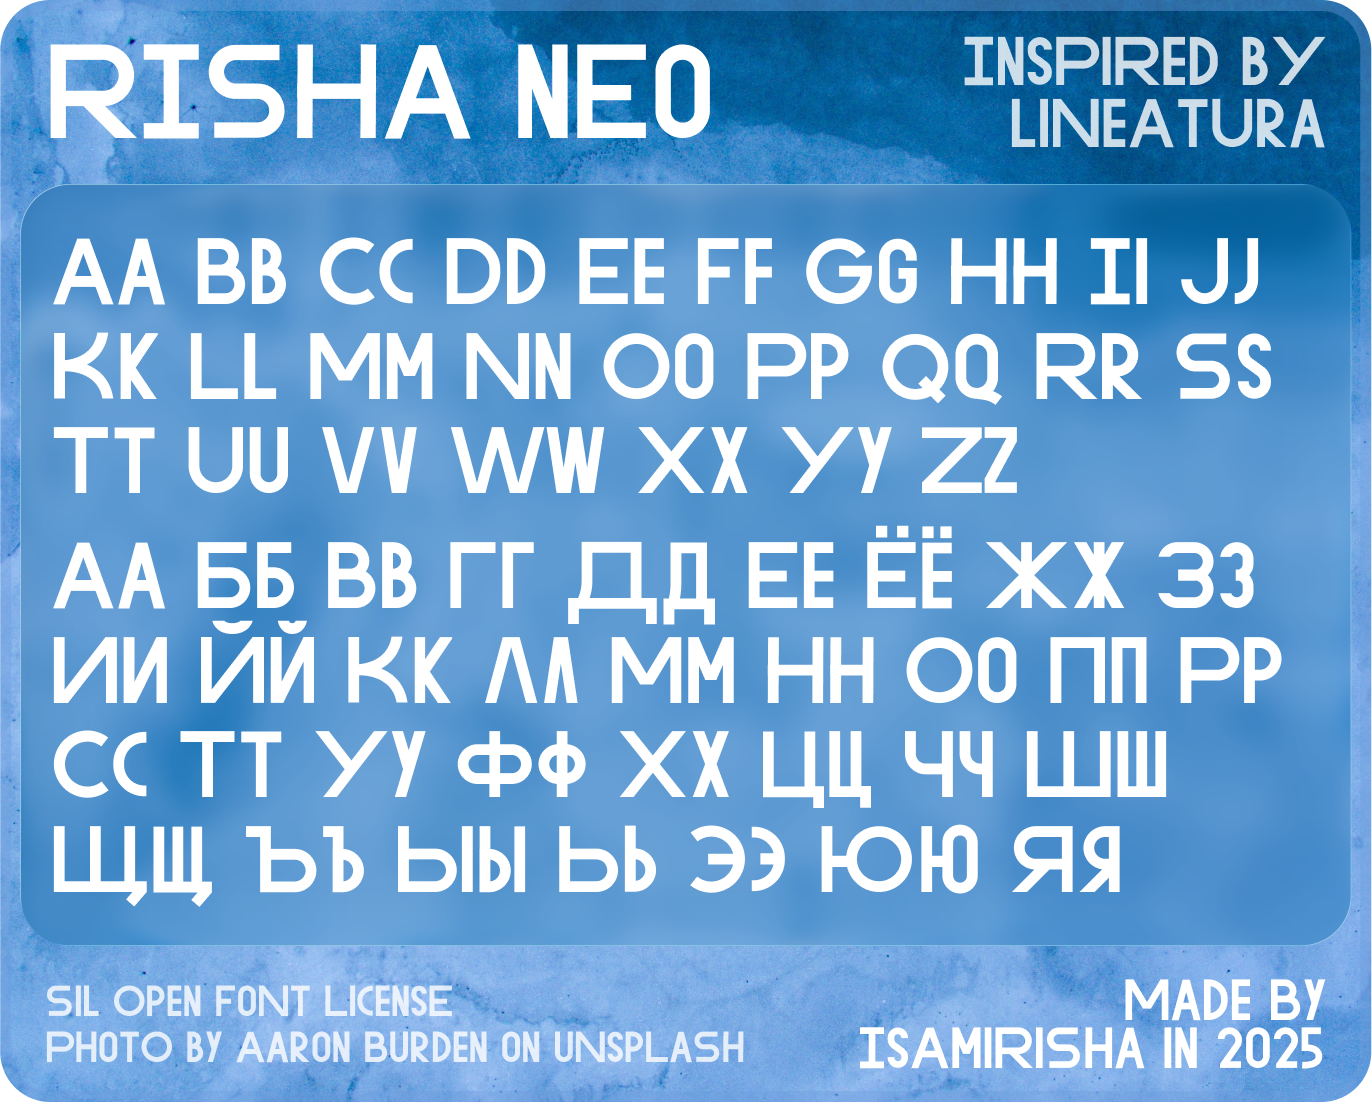 RISHA NEO
INSPIRED BY
LINEATURA
AA BB CC DD EE FF GG HH II JJ
KK LL MM NN OO PP QQ RR SS
TT UU VV WW XX YY ZZ
АА ББ ВВ ГГ ДД ЕЕ ЁЁ ЖЖ ЗЗ
ИИ ЙЙ КК ЛЛ ММ НН ОО ПП РР
СС ТТ УУ ФФ ХХ ЦЦ ЧЧ ШШ
ЩЩ ЪЪ ЫЫ ЬЬ ЭЭ ЮЮ ЯЯ
SIL OPEN FONT LICENSE
PHOTO BY AARON BURDEN ON UNSPLASH
MADE BY
ISAMIRISHA IN 2025